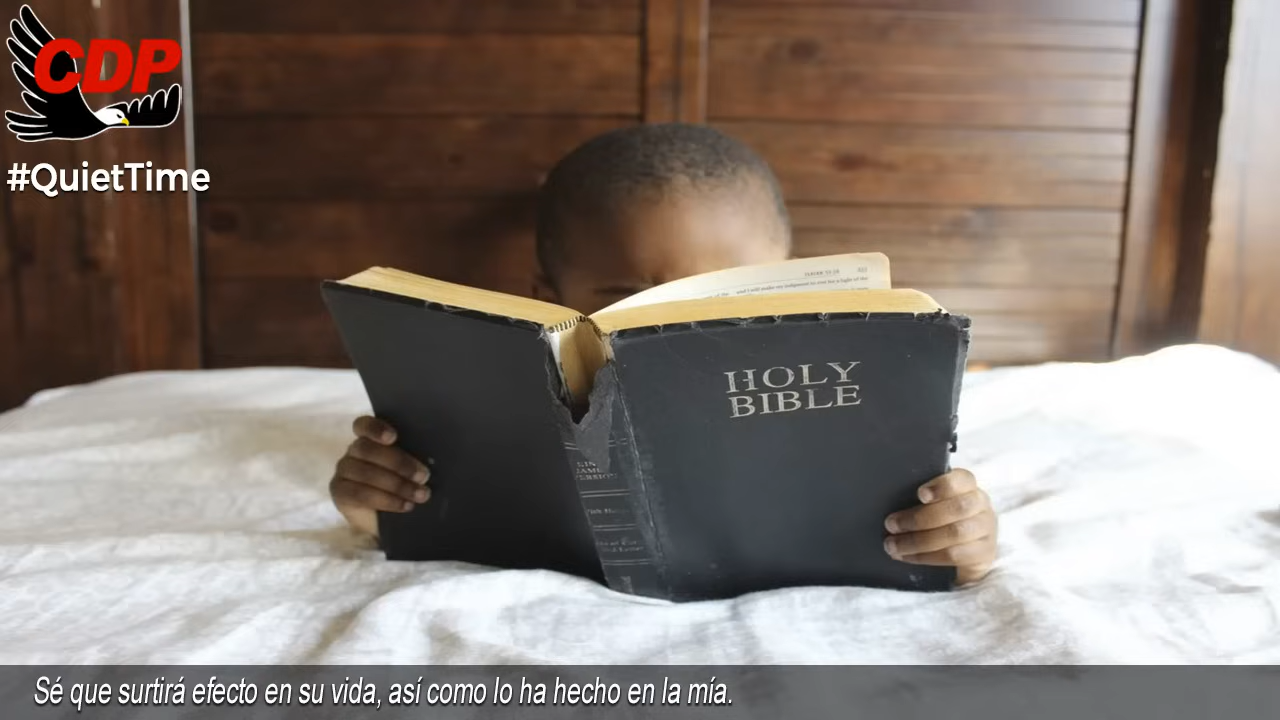 CDP
#QuietTime
HOLY
BIBLE
Sé que surtirá efecto en su vida, así como lo ha hecho en la mía.